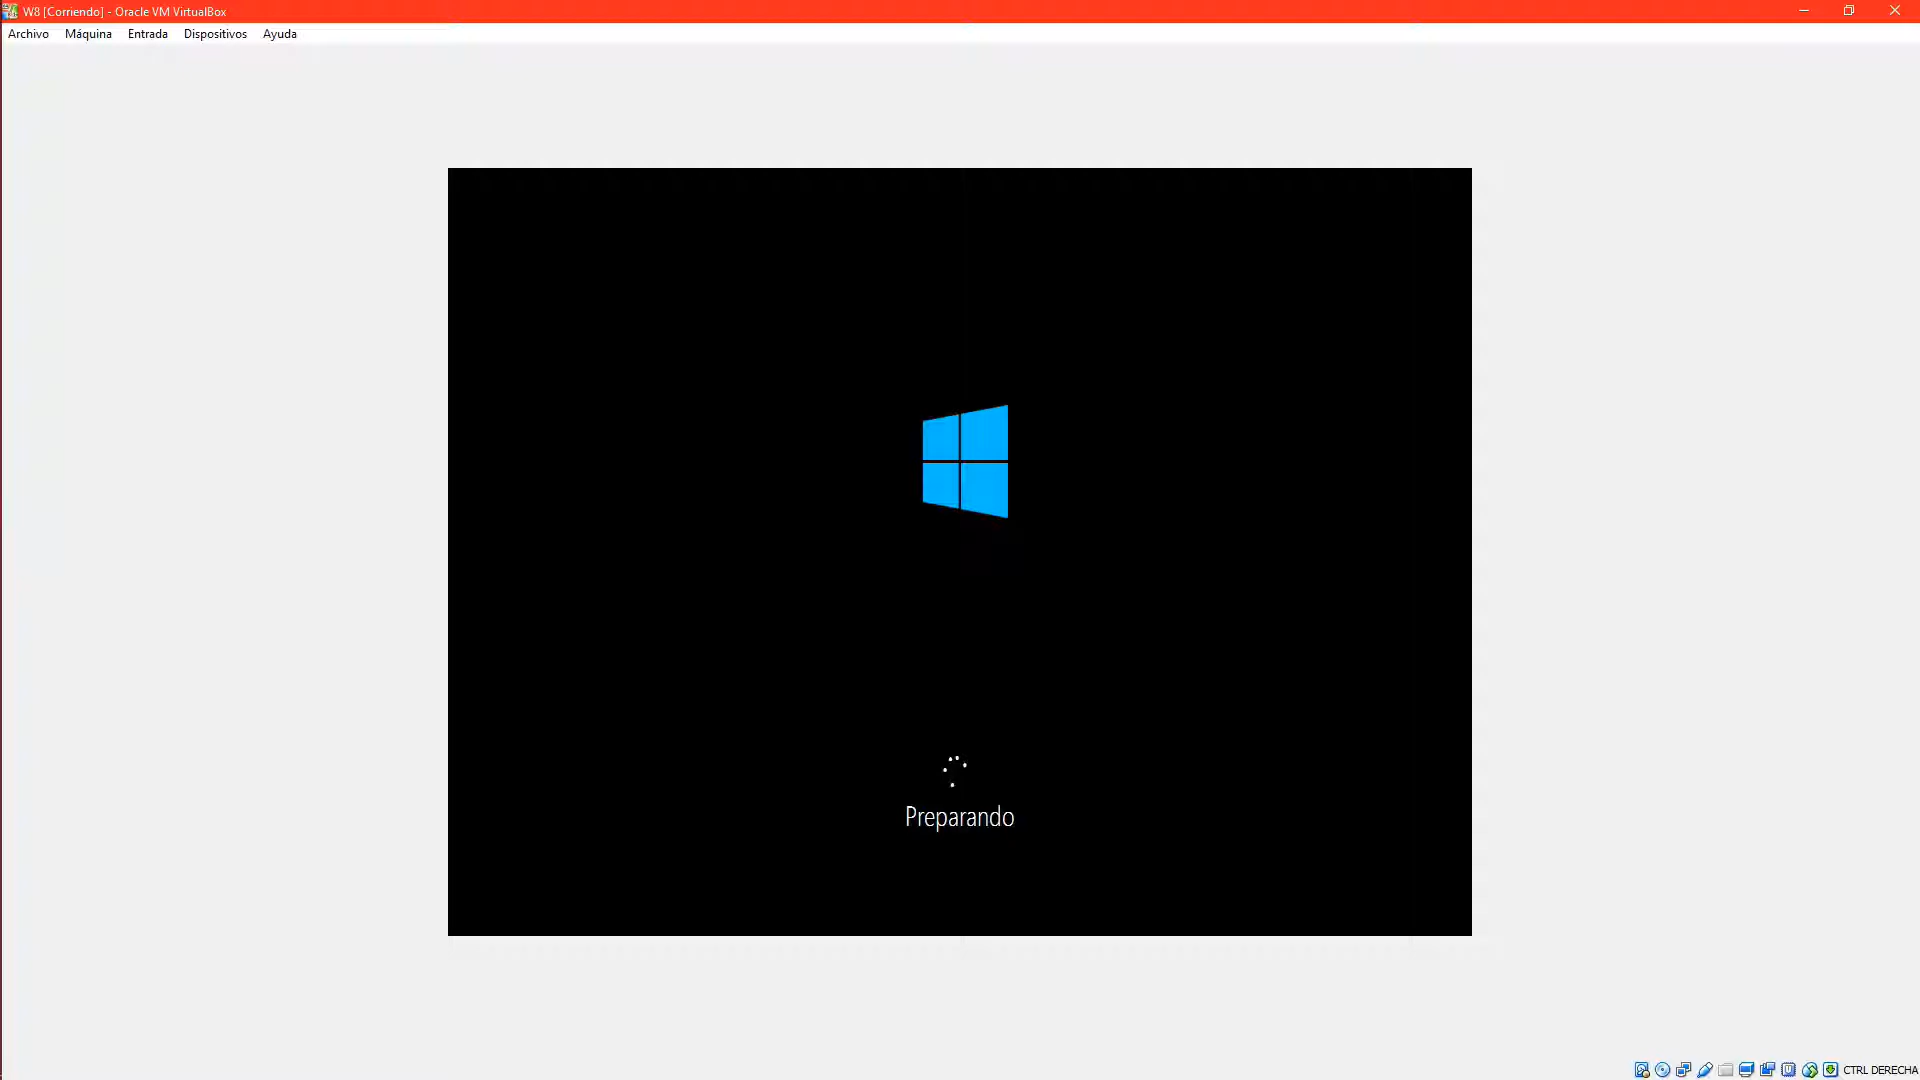 W8 [Corriendo] - Oracle VM VirtualBox
Archivo Máquina Entrada Dispositivos Ayuda
Preparando
CTRL DERECHA